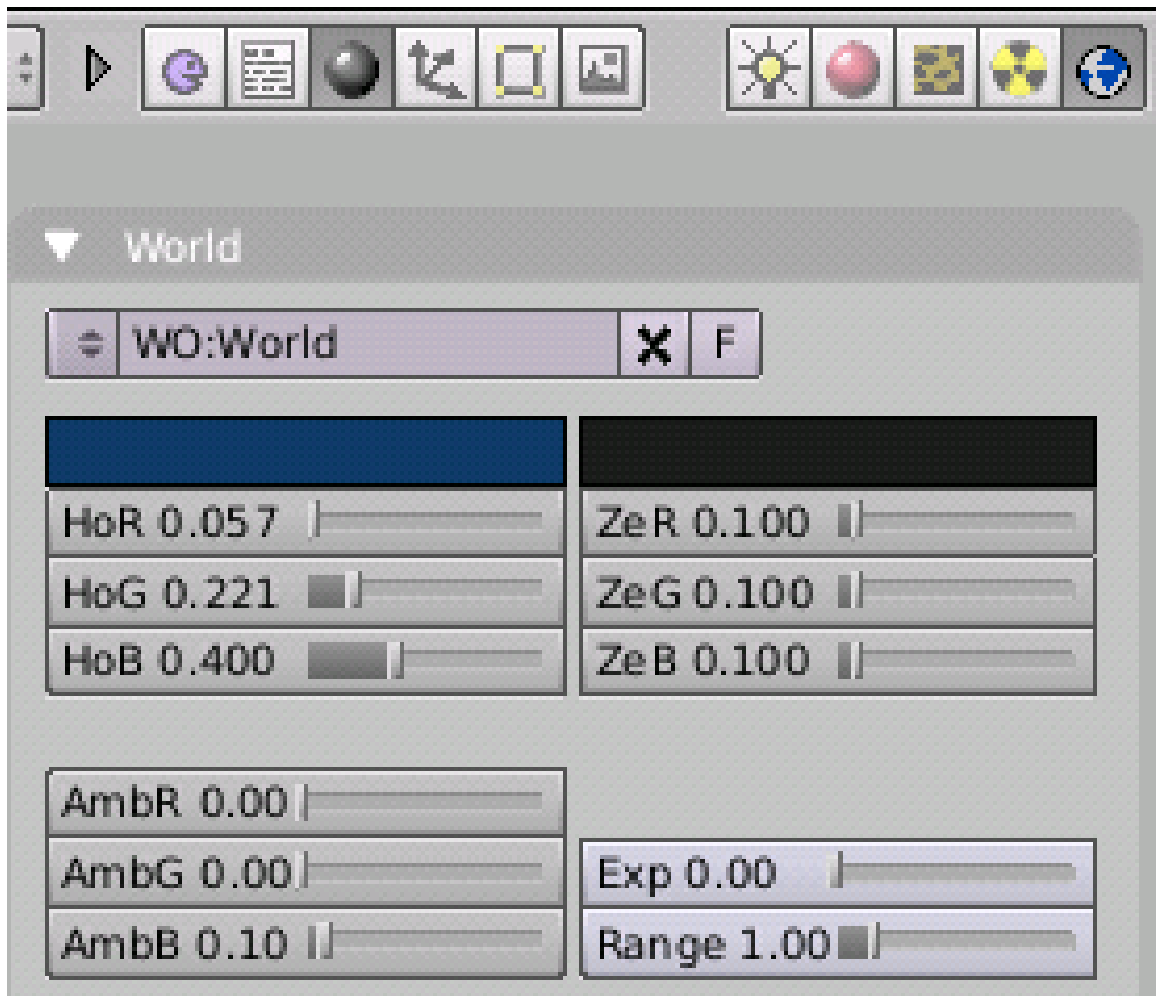 World
WO:World F
HoR 0.057 ZeR 0.100
HoG 0.221 ZeG 0.100
HoB 0.400 ZeB 0.100
AmbR 0.00
AmbG 0.00 Exp 0.00
AmbB 0.10 Range 1.00